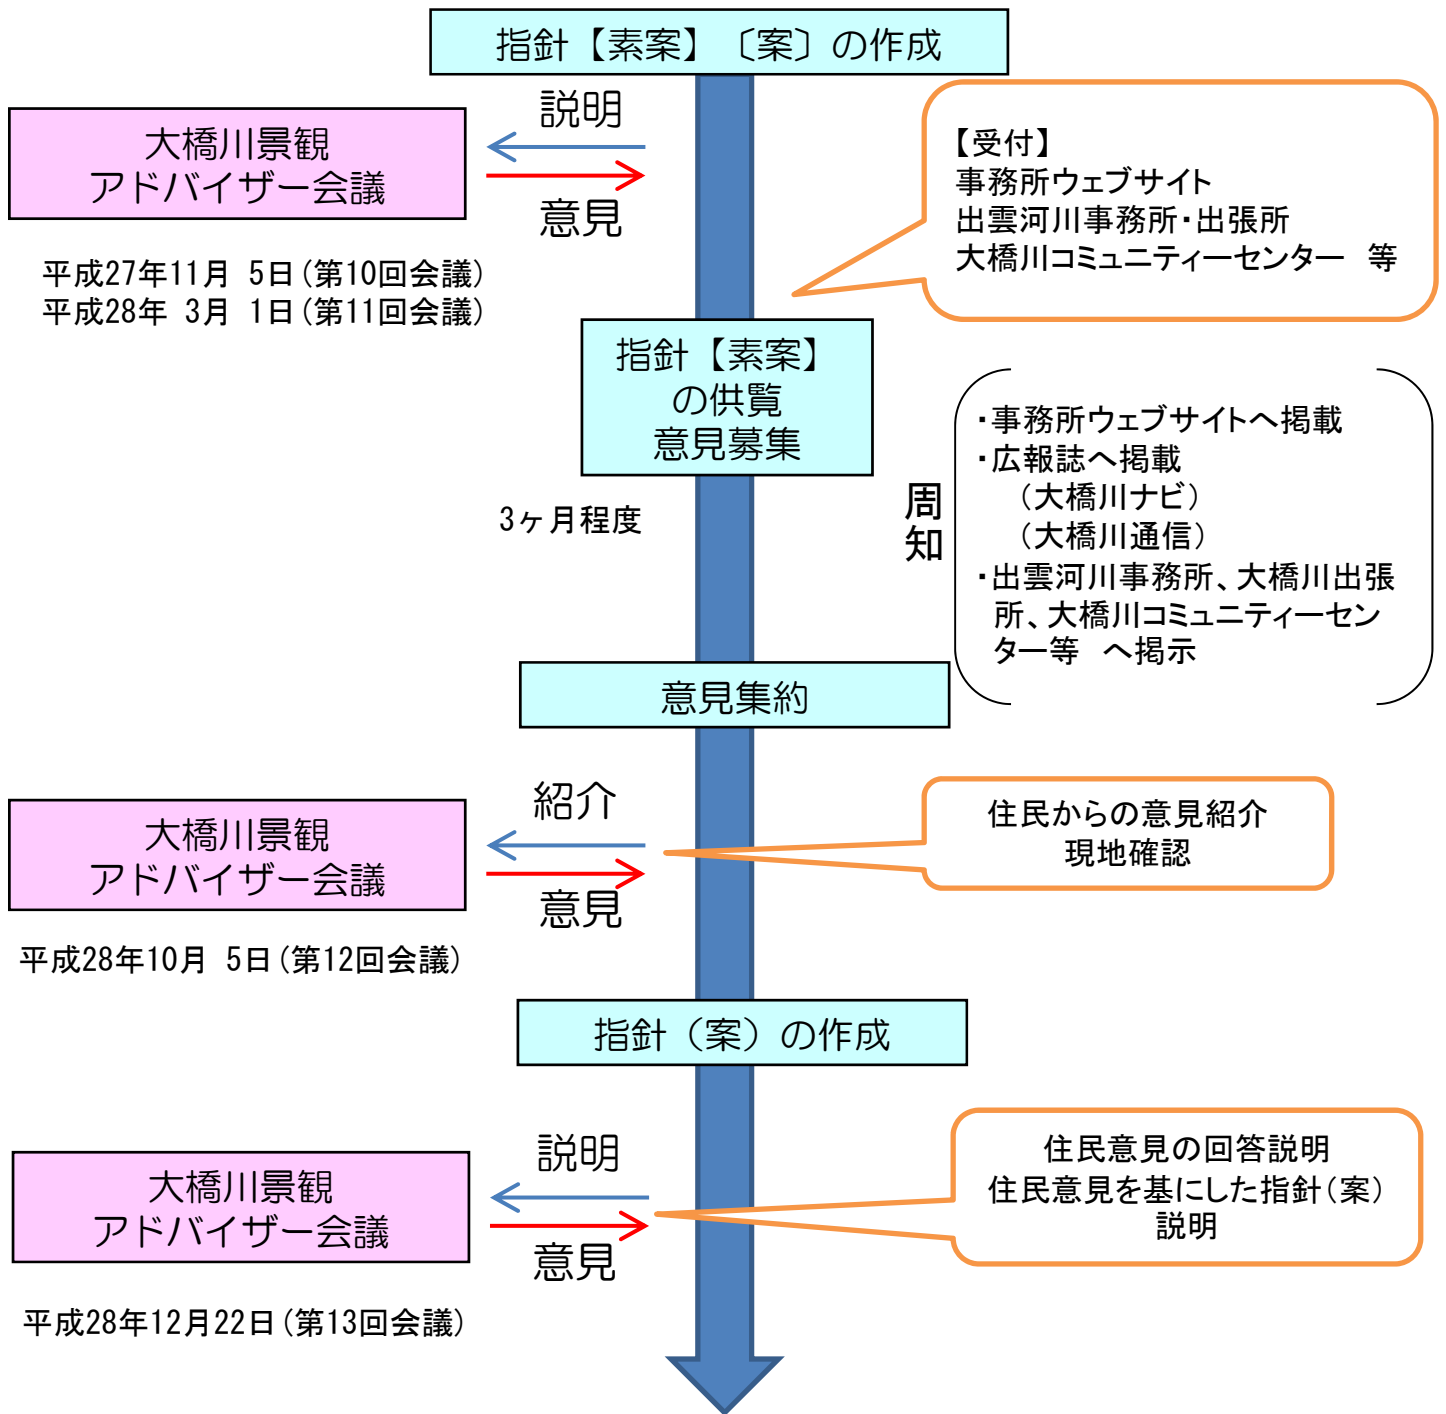 指針【素案】〔案〕の作成
説明
大橋川景観
アドバイザー会議
意見
平成27年11月 5日(第10回会議)
平成28年 3月 1日(第11回会議)
【受付】
事務所ウェブサイト
出雲河川事務所・出張所
大橋川コミュニティーセンター 等
指針【素案】
の供覧
意見募集
3ヶ月程度
周知
・事務所ウェブサイトへ掲載
・広報誌へ掲載
(大橋川ナビ)
(大橋川通信)
・出雲河川事務所、大橋川出張
所、大橋川コミュニティーセン
ター等 へ掲示
意見集約
紹介
大橋川景観
アドバイザー会議
意見
平成28年10月 5日(第12回会議)
住民からの意見紹介
現地確認
指針(案)の作成
説明
大橋川景観
アドバイザー会議
意見
平成28年12月22日(第13回会議)
住民意見の回答説明
住民意見を基にした指針(案)
説明